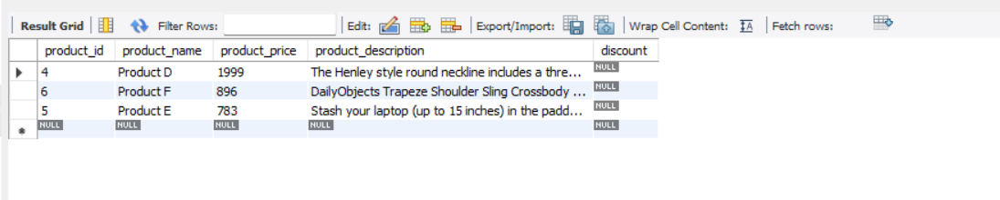 Result Grid Filter Rows: Edit: Export/Import: Wrap Cell Content: IA Fetch rows:
product_id product_name product_price product_description discount
4 Product D 1999 The Henley style round neckline includes a thre... NULL
6 Product F 896 DailyObjects Trapeze Shoulder Sling Crossbody ... NULL
5 Product E 783 Stash your laptop (up to 15 inches) in the padd... NULL
NULL NULL NULL NULL NULL